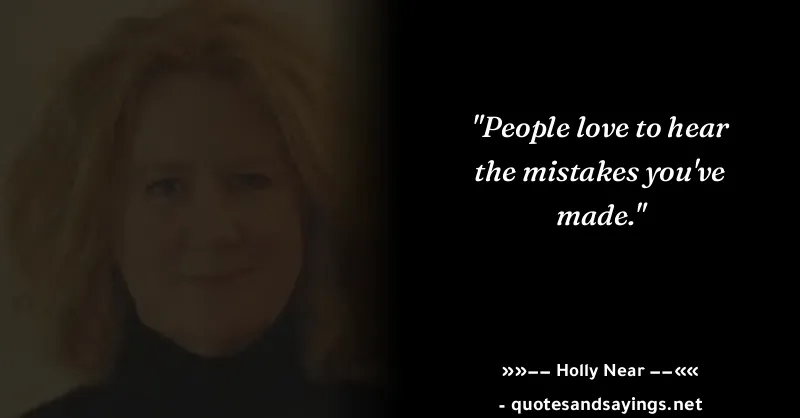 "People love to hear
the mistakes you've
made."
»»–– Holly Near ––««
- quotesandsayings.net